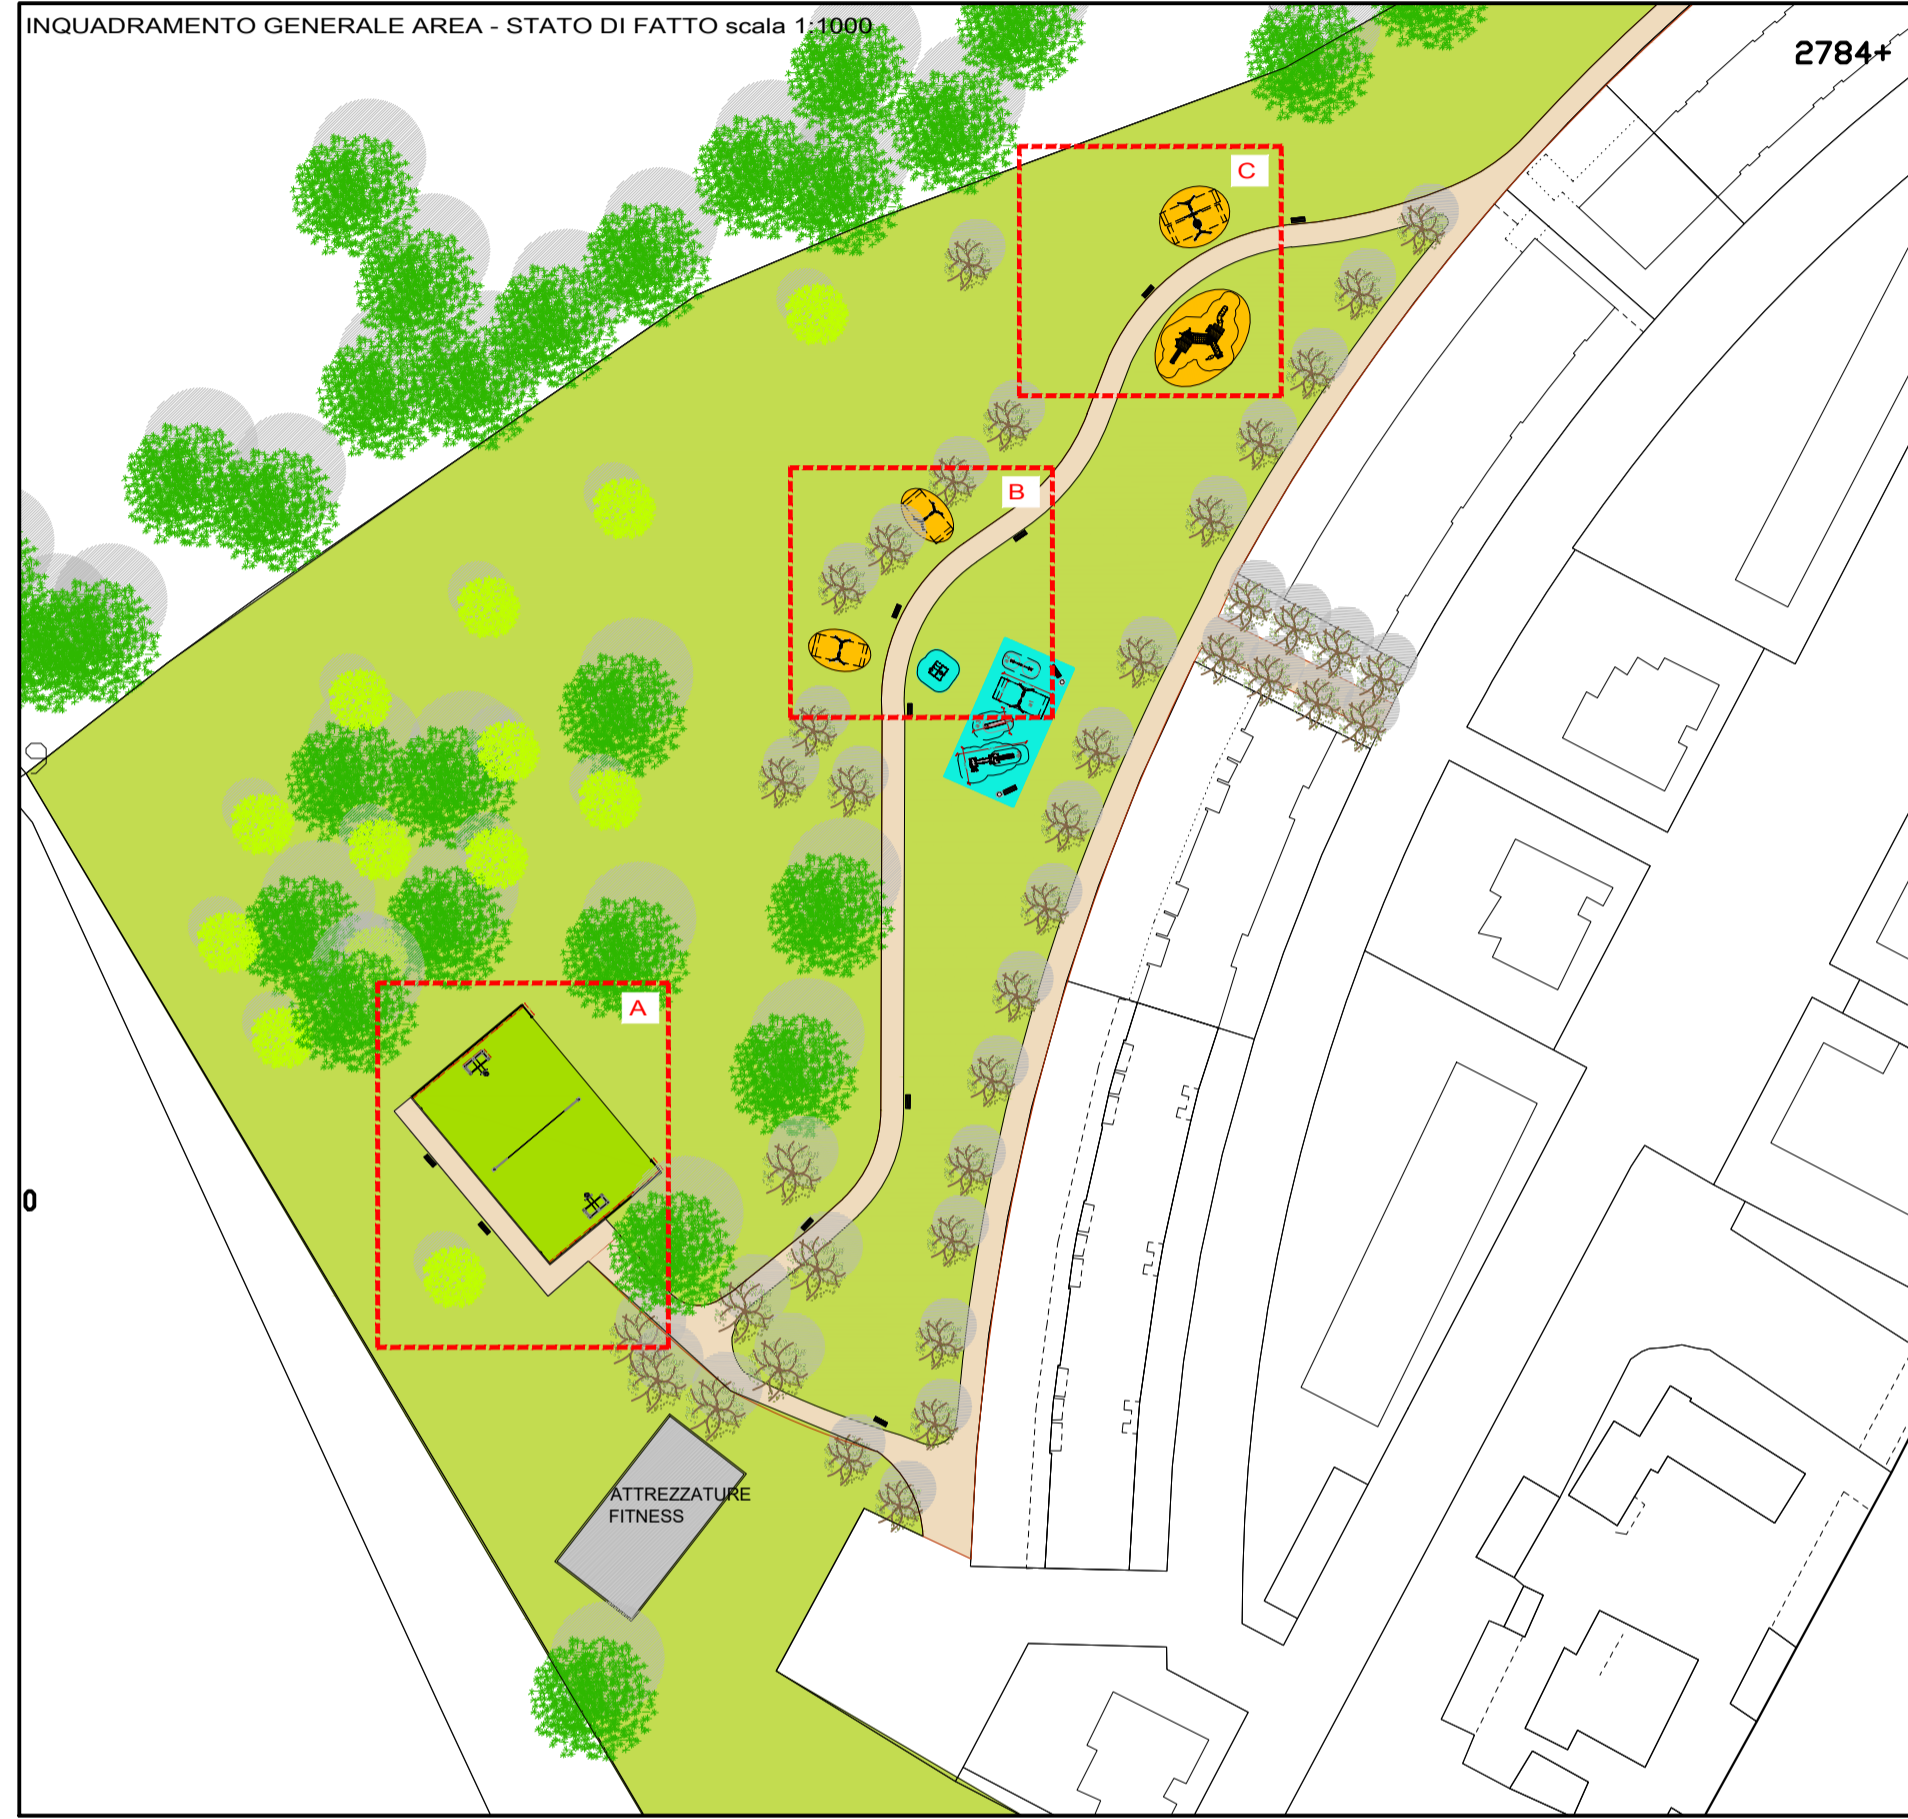 INQUADRAMENTO GENERALE AREA - STATO DI FATTO scala 1:1000
2784+
C
B
A
0
ATTREZZATURE
FITNESS